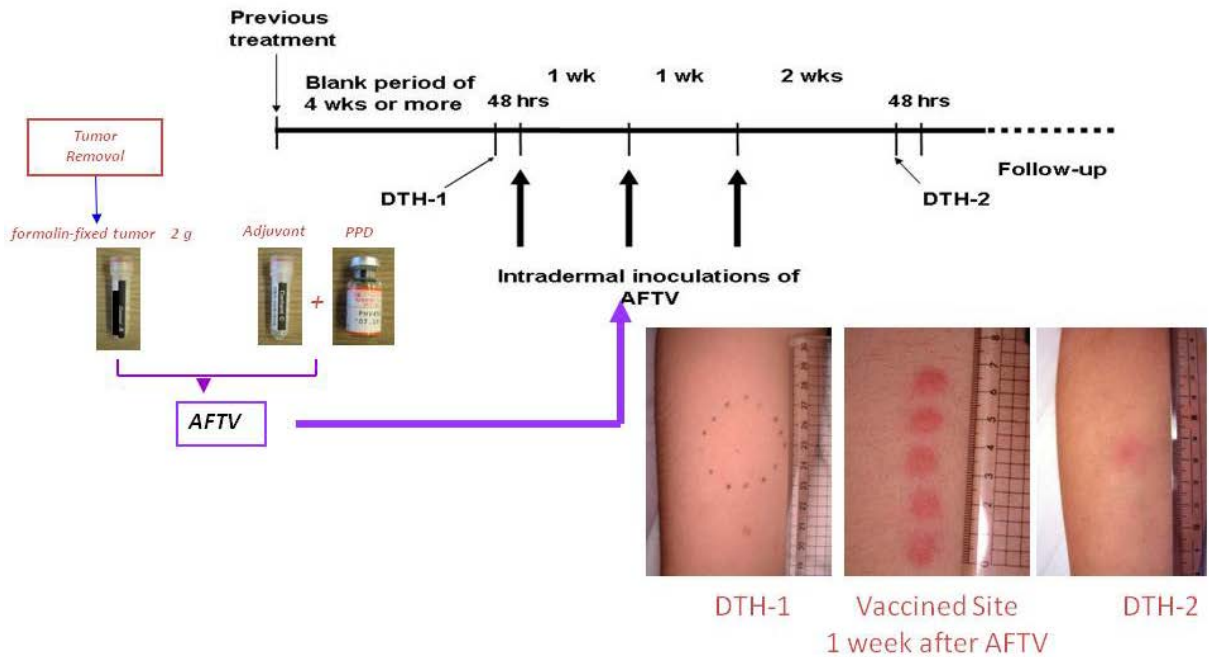 Previous
treatment
Blank period of
4 wks or more
48 hrs
1 wk
1 wk
2 wks
48 hrs
DTH-1
DTH-2
Follow-up
Tumor
Removal
formalin-fixed tumor 2 g
Adjuvant
PPD
+
Intradermal inoculations of
AFTV
AFTV
DTH-1
Vaccined Site
1 week after AFTV
DTH-2